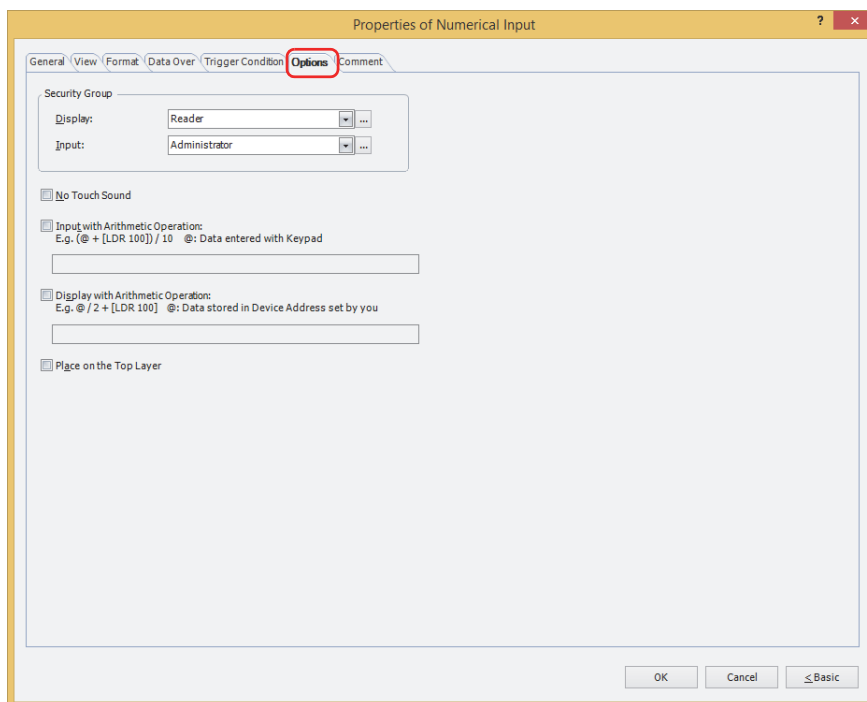 Properties of Numerical Input
? ×
General View Format Data Over Trigger Condition Options Comment
Security Group
Display: Reader ...
Input: Administrator ...
No Touch Sound
Input with Arithmetic Operation:
E.g. (@ + [LDR 100]) / 10 @: Data entered with Keypad
Display with Arithmetic Operation:
E.g. @ / 2 + [LDR 100] @: Data stored in Device Address set by you
Place on the Top Layer
OK Cancel < Basic